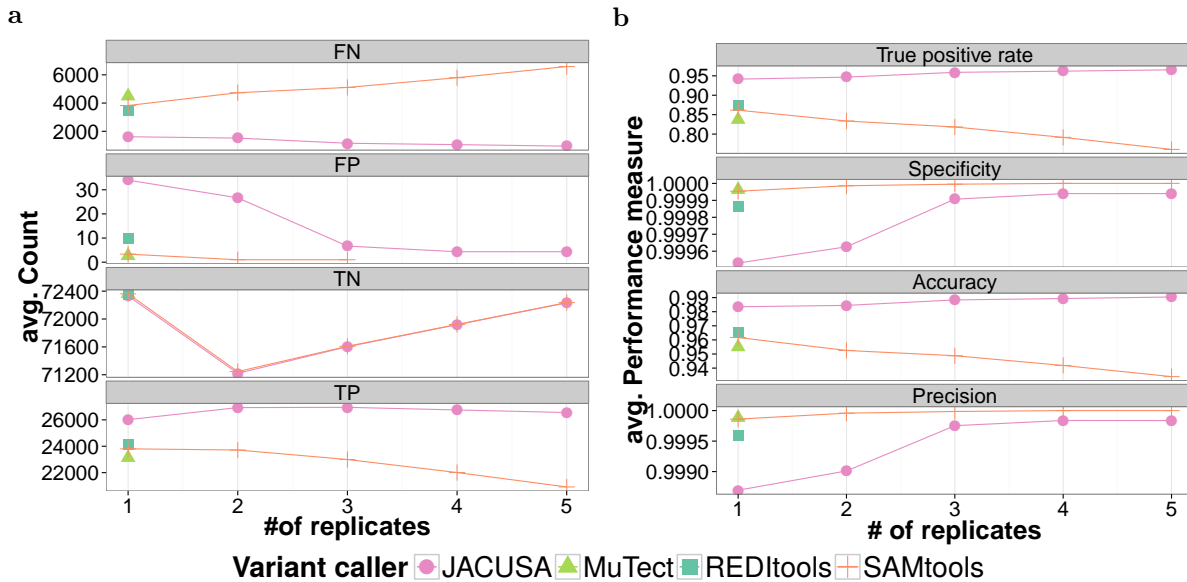 a
FN
6000
4000
2000
FP
30
20
10
0
TN
72400
72000
71600
71200
TP
26000
24000
22000
1 2 3 4 5
#of replicates
avg. Count
b
True positive rate
0.95
0.90
0.85
0.80
Specificity
1.0000
0.9999
0.9998
0.9997
0.9996
Accuracy
0.99
0.98
0.97
0.96
0.95
0.94
Precision
1.0000
0.9995
0.9990
1 2 3 4 5
# of replicates
avg. Performance measure
Variant caller JACUSA MuTect REDItools SAMtools